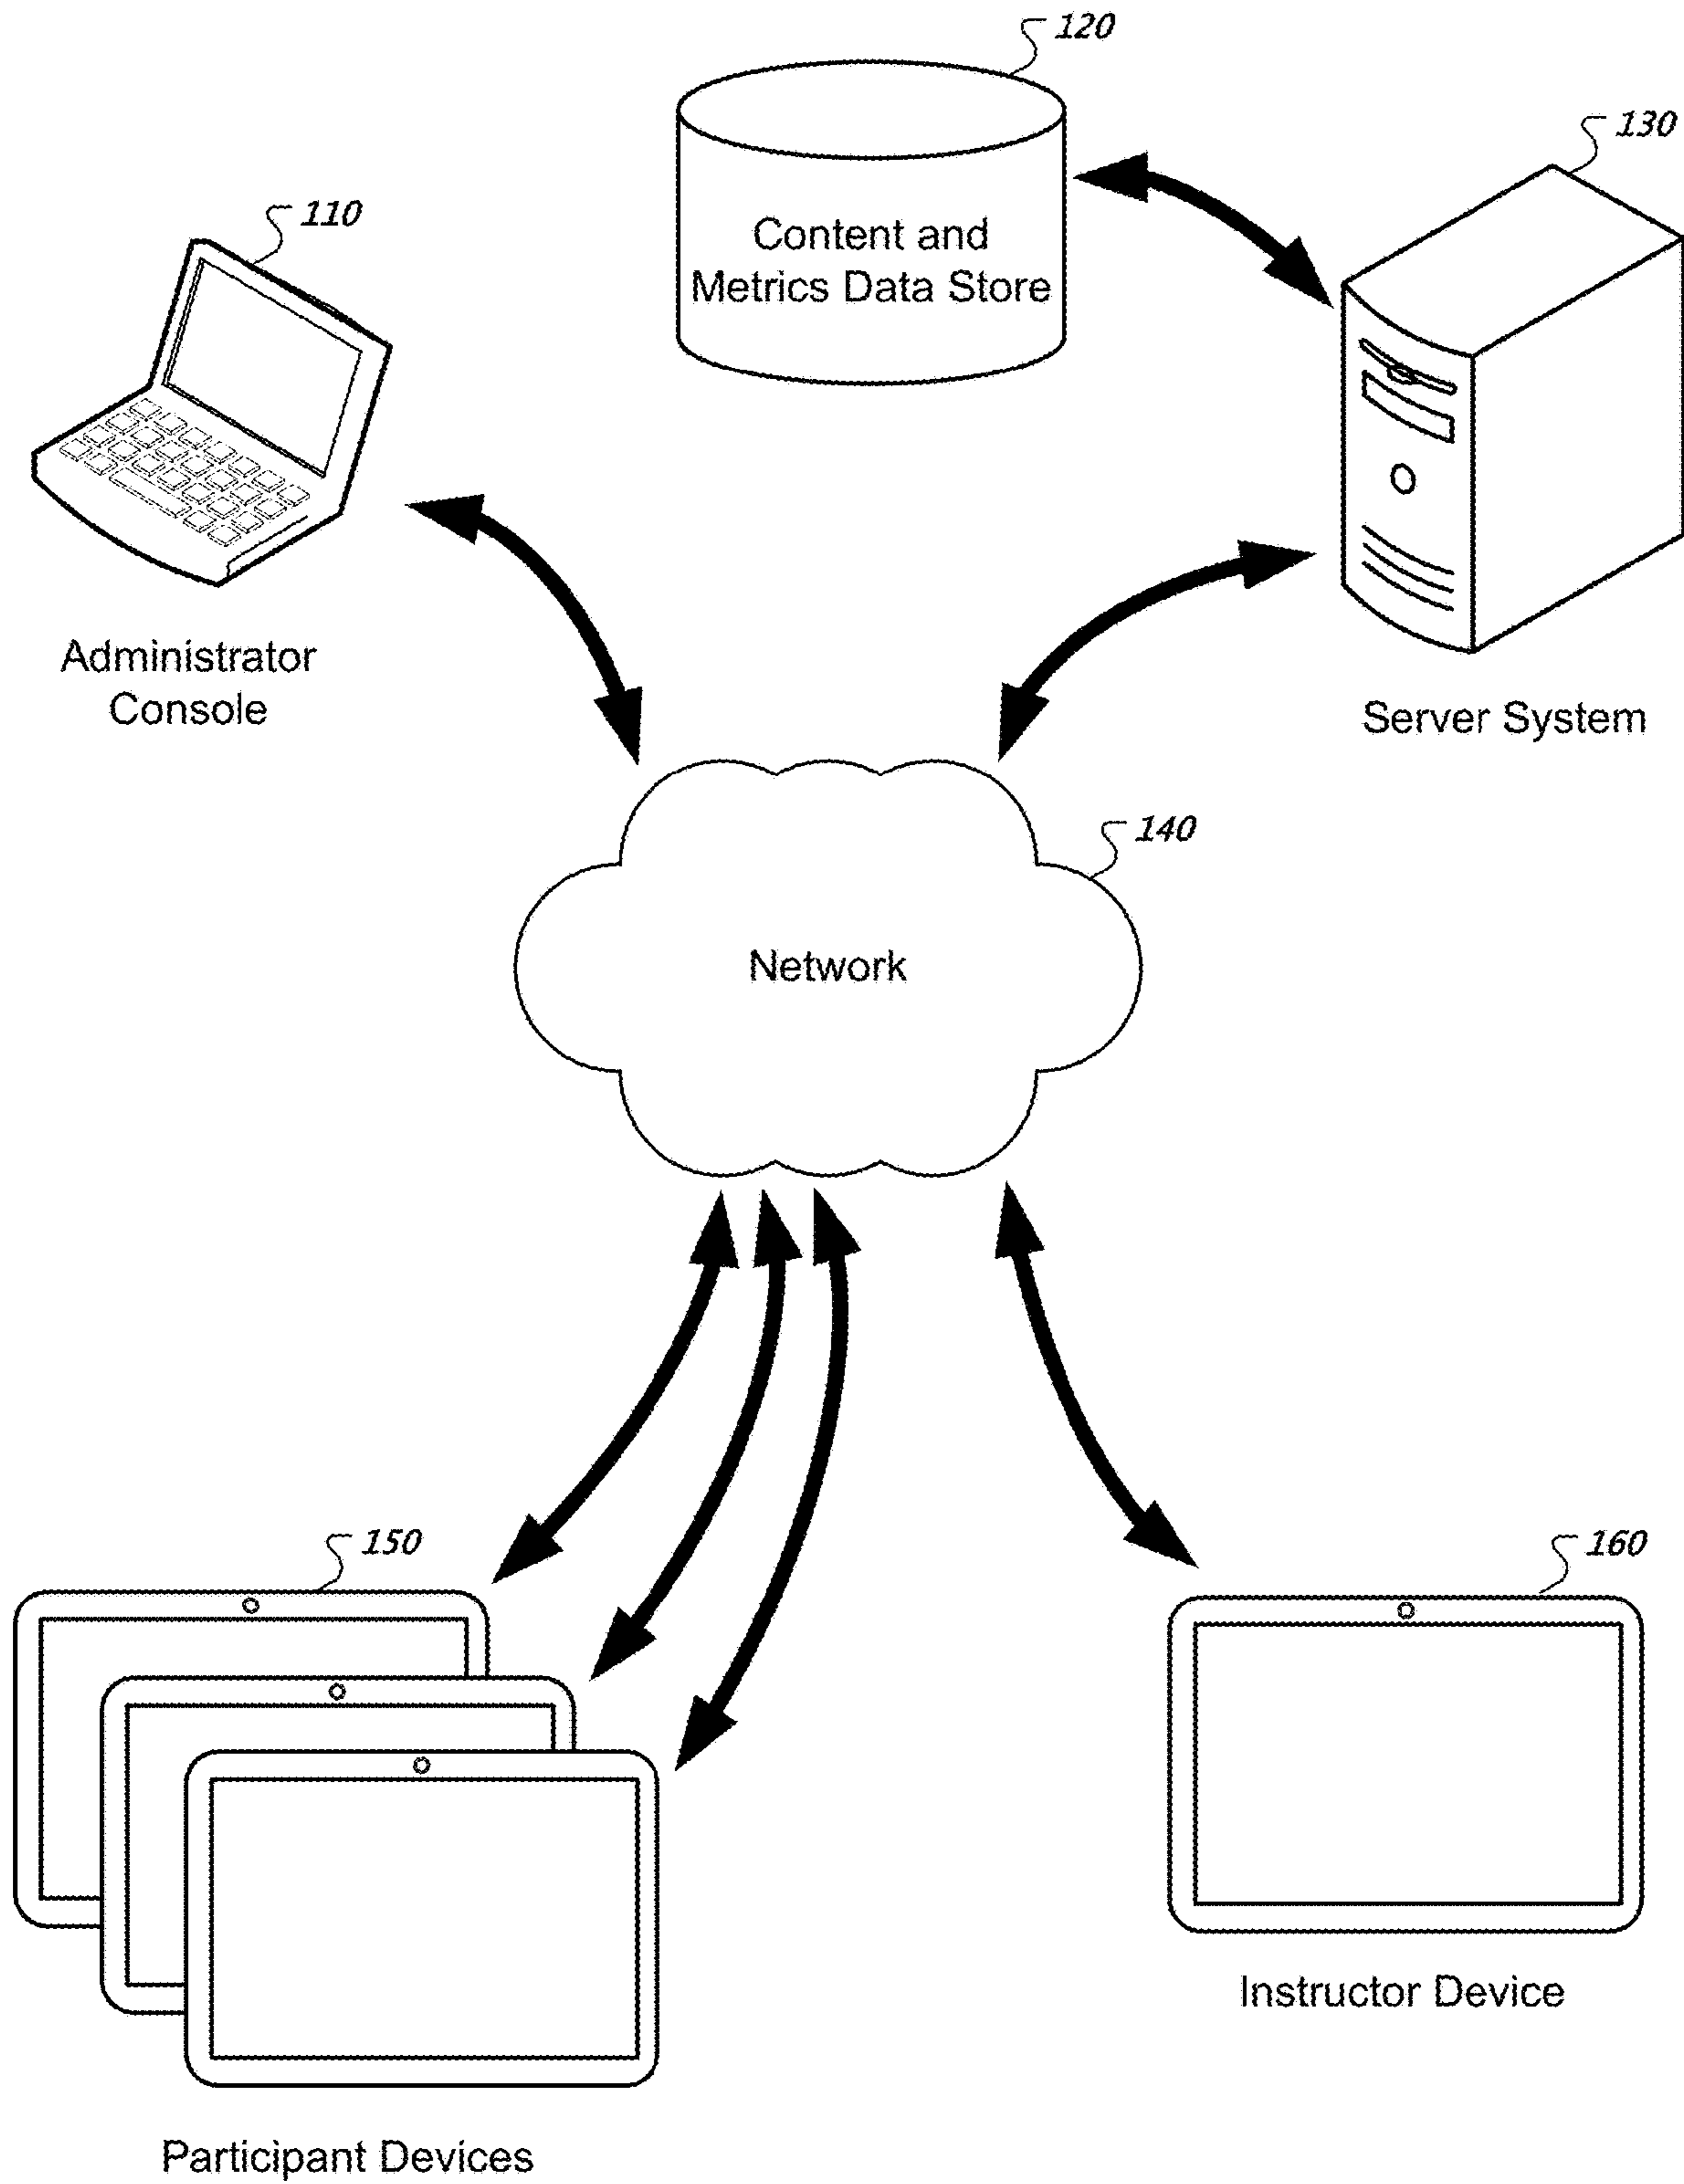 120
130
110
Content and
Metrics Data Store
Administrator
Console
Server System
140
Network
150
160
Instructor Device
Participant Devices